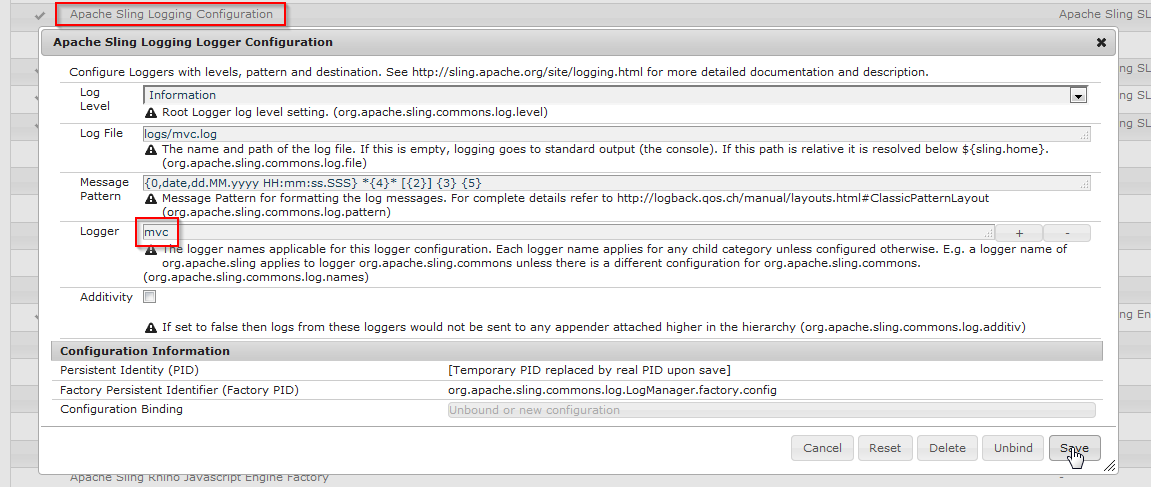 Apache Sling Logging Configuration
Apache Sling SL
Apache Sling Logging Logger Configuration
Configure Loggers with levels, pattern and destination. See http://sling.apache.org/site/logging.html for more detailed documentation and description.
ng SL
Log Level
Information
ng SL
Root Logger log level setting. (org.apache.sling.commons.log.level)
ng SL
Log File
logs/mvc.log
The name and path of the log file. If this is empty, logging goes to standard output (the console). If this path is relative it is resolved below ${sling.home}.
(org.apache.sling.commons.log.file)
Message Pattern
{0,date,dd.MM.yyyy HH:mm:ss.SSS} *{4}* [{2}] {3} {5}
Message Pattern for formatting the log messages. For complete details refer to http://logback.qos.ch/manual/layouts.html#ClassicPatternLayout
(org.apache.sling.commons.log.pattern)
Logger
mvc
+
-
The logger names applicable for this logger configuration. Each logger name applies for any child category unless configured otherwise. E.g. a logger name of
org.apache.sling applies to logger org.apache.sling.commons unless there is a different configuration for org.apache.sling.commons.
(org.apache.sling.commons.log.names)
Additivity
ng En
If set to false then logs from these loggers would not be sent to any appender attached higher in the hierarchy (org.apache.sling.commons.log.additiv)
Configuration Information
Persistent Identity (PID)
[Temporary PID replaced by real PID upon save]
Factory Persistent Identifier (Factory PID)
org.apache.sling.commons.log.LogManager.factory.config
Configuration Binding
Unbound or new configuration
Cancel
Reset
Delete
Unbind
Save
Apache Sling Rhino Javascript Engine Factory
-